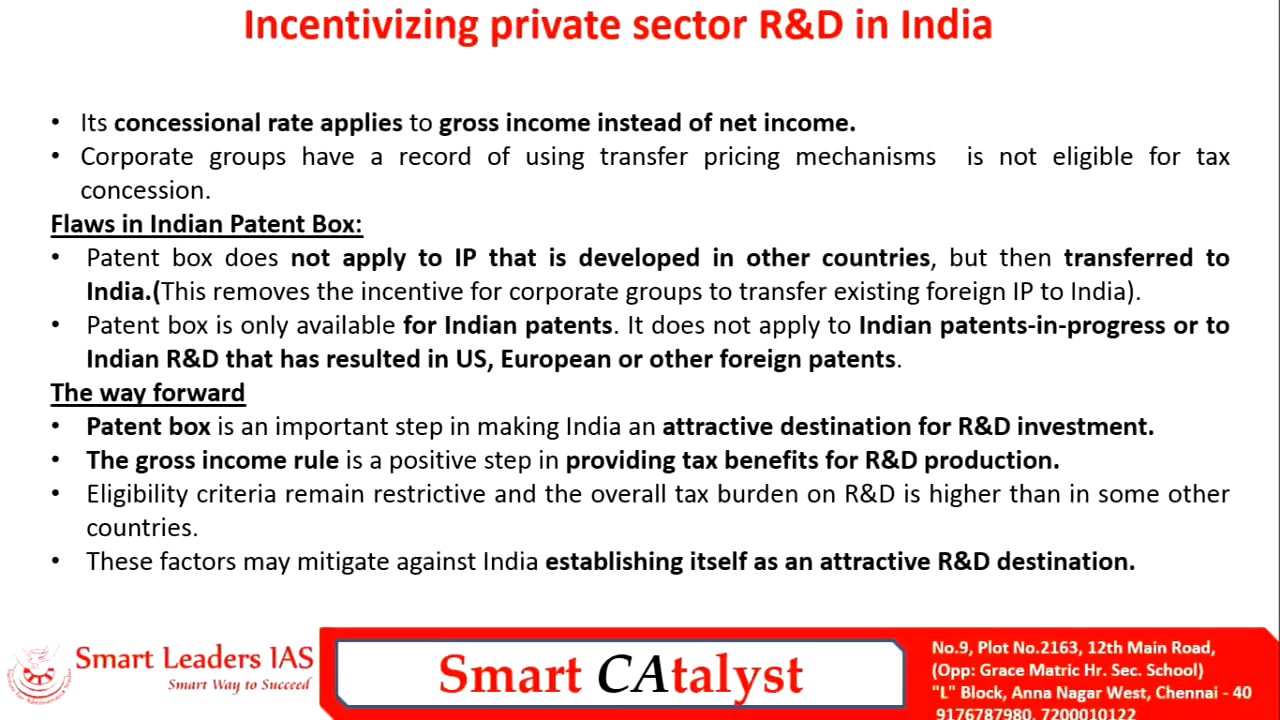 Incentivizing private sector R&D in India
• Its concessional rate applies to gross income instead of net income.
• Corporate groups have a record of using transfer pricing mechanisms is not eligible for tax
concession.
Flaws in Indian Patent Box:
• Patent box does not apply to IP that is developed in other countries, but then transferred to
India.(This removes the incentive for corporate groups to transfer existing foreign IP to India).
• Patent box is only available for Indian patents. It does not apply to Indian patents-in-progress or to
Indian R&D that has resulted in US, European or other foreign patents.
The way forward
• Patent box is an important step in making India an attractive destination for R&D investment.
• The gross income rule is a positive step in providing tax benefits for R&D production.
• Eligibility criteria remain restrictive and the overall tax burden on R&D is higher than in some other
countries.
• These factors may mitigate against India establishing itself as an attractive R&D destination.
Smart Leaders IAS
Smart Way to Succeed
Smart CAtalyst
No.9, Plot No.2163, 12th Main Road,
(Opp: Grace Matric Hr. Sec. School)
"L" Block, Anna Nagar West, Chennai - 40
9176787980, 7200010122